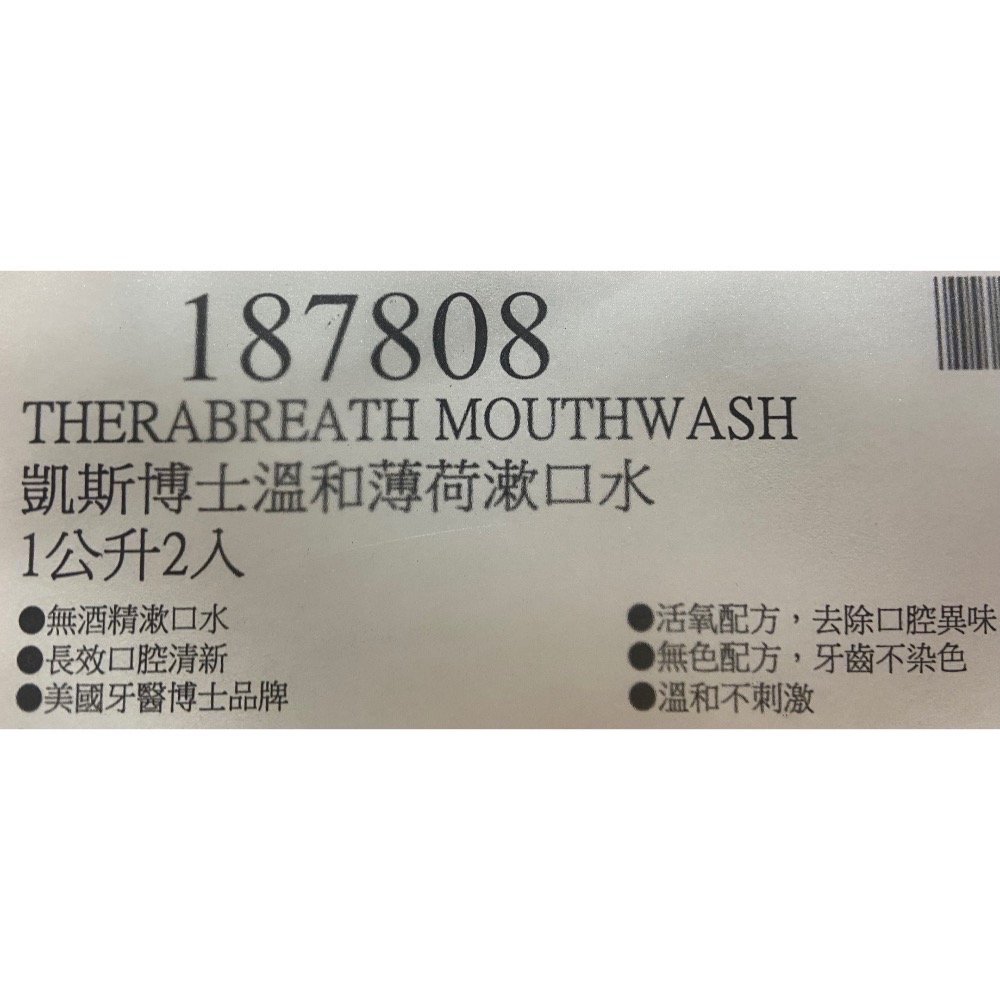 187808
THERABREATH MOUTHWASH
凱斯博士溫和薄荷漱口水
1公升2入
●無酒精漱口水
●長效口腔清新
●美國牙醫博士品牌
●活氧配方，去除口腔異味
●無色配方，牙齒不染色
●溫和不刺激